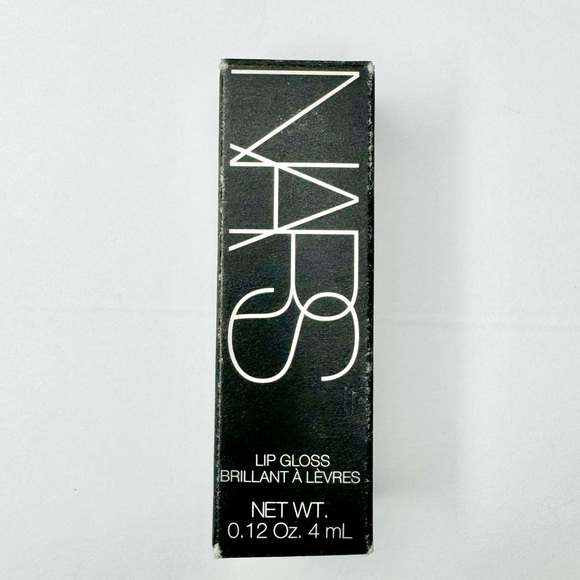 NARS
LIP GLOSS
BRILLANT À LÈVRES
NET WT.
0.12 Oz. 4 mL